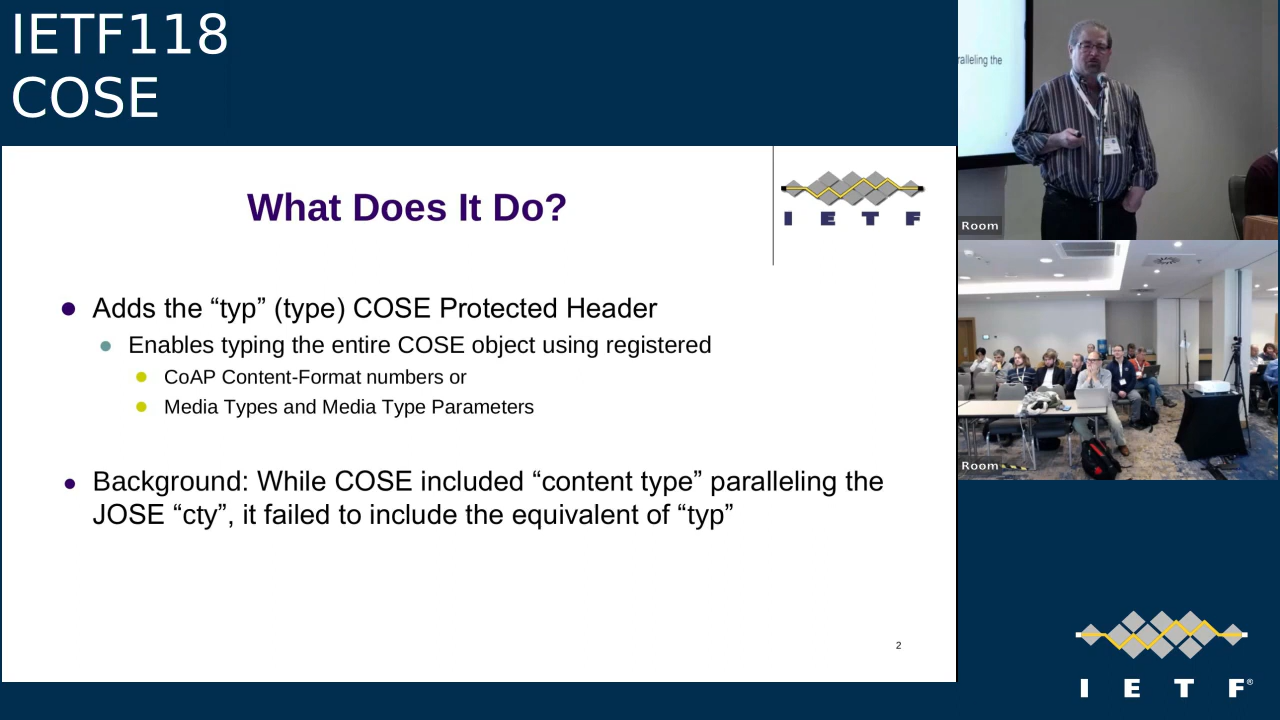 IETF118
COSE
What Does It Do?
I E T F
Adds the “typ” (type) COSE Protected Header
Enables typing the entire COSE object using registered
CoAP Content-Format numbers or
Media Types and Media Type Parameters
Background: While COSE included “content type” paralleling the
JOSE “cty”, it failed to include the equivalent of “typ”
2
ralleling the
Room
Room
I E T F®